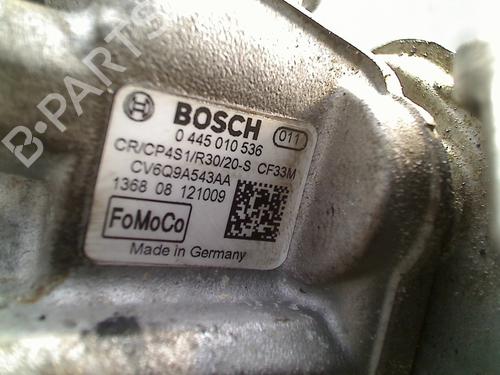 B-PARTS
BOSCH 011
0 445 010 536
CR/CP4S1/R30/20-S CF33M
CV6Q9A543AA
1368 08 121009
FoMoCo
Made in Germany